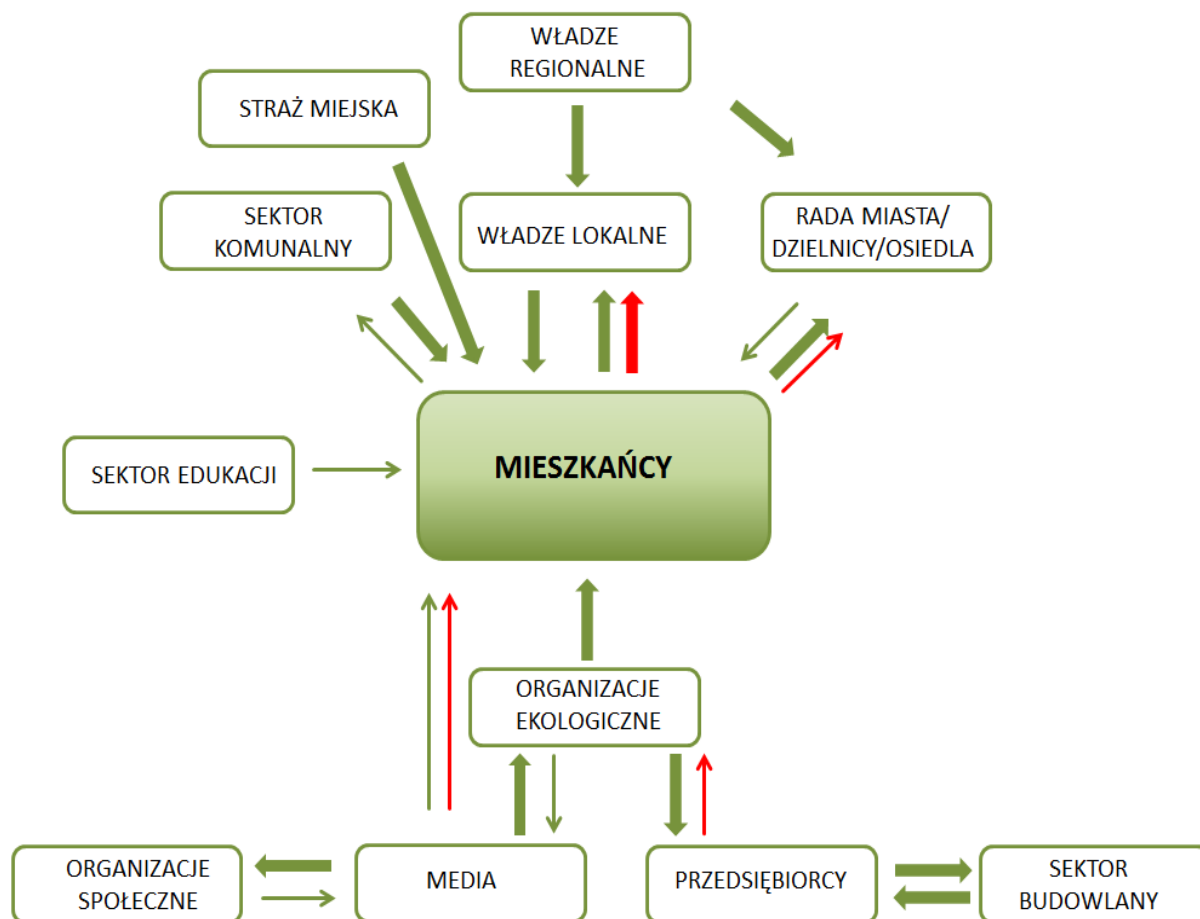 WŁADZE
REGIONALNE
STRAŻ MIEJSKA
SEKTOR
KOMUNALNY
WŁADZE LOKALNE
RADA MIASTA/
DZIELNICY/OSIEDLA
MIESZKAŃCY
SEKTOR EDUKACJI
ORGANIZACJE
EKOLOGICZNE
ORGANIZACJE
SPOŁECZNE
MEDIA
PRZEDSIĘBIORCY
SEKTOR
BUDOWLANY